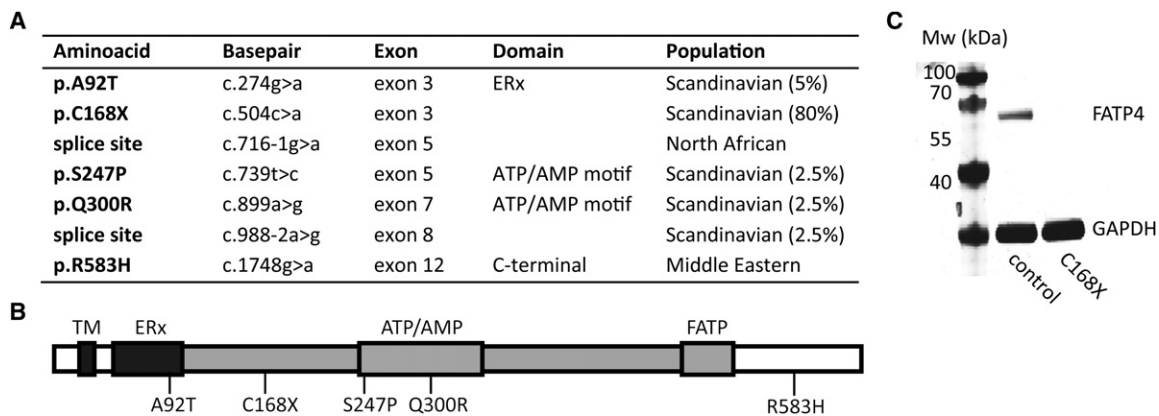 A
Aminoacid Basepair Exon Domain Population
p.A92T c.274g>a exon 3 ERx Scandinavian (5%)
p.C168X c.504c>a exon 3 Scandinavian (80%)
splice site c.716-1g>a exon 5 North African
p.S247P c.739t>c exon 5 ATP/AMP motif Scandinavian (2.5%)
p.Q300R c.899a>g exon 7 ATP/AMP motif Scandinavian (2.5%)
splice site c.988-2a>g exon 8 Scandinavian (2.5%)
p.R583H c.1748g>a exon 12 C-terminal Middle Eastern
B
TM ERx ATP/AMP FATP
A92T C168X S247P Q300R R583H
C
Mw (kDa)
100
70
FATP4
55
40
GAPDH
control C168X